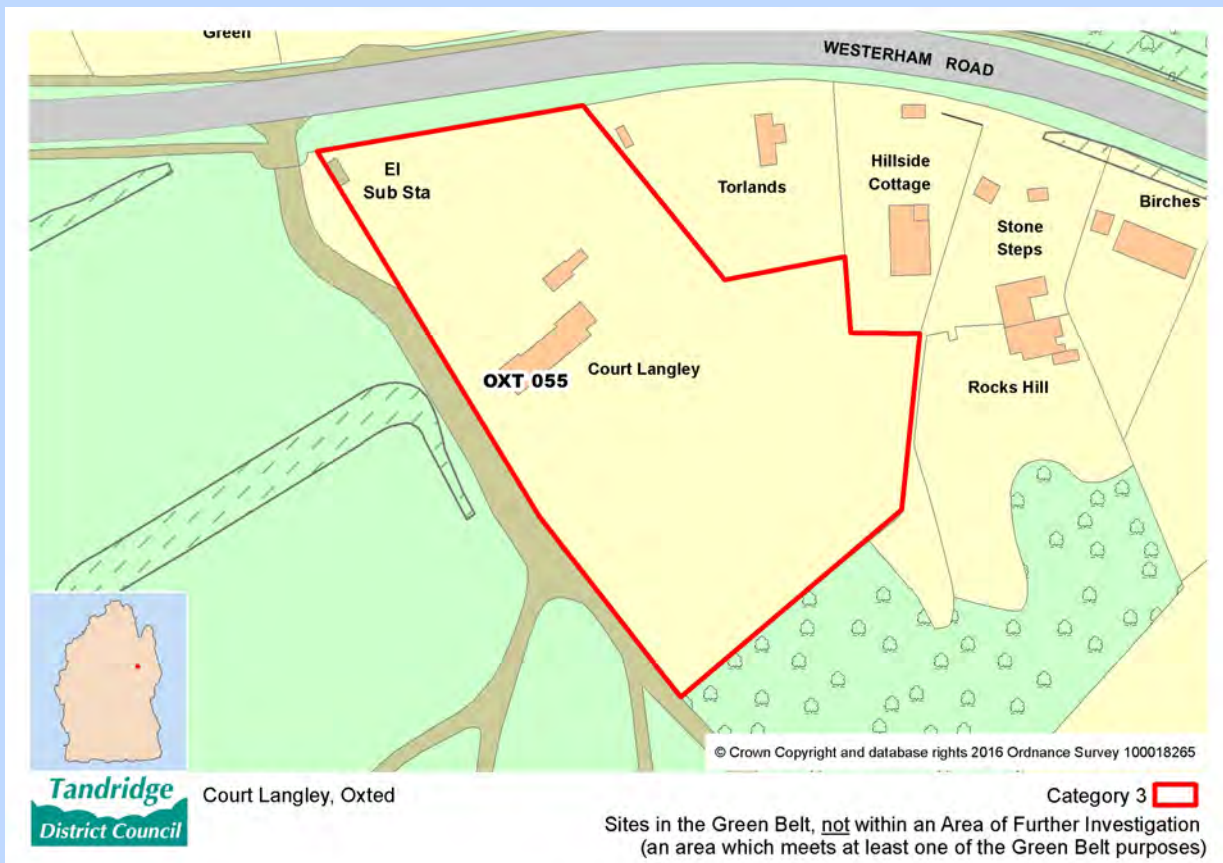 Green
WESTERHAM ROAD
El
Sub Sta
Torlands
Hillside
Cottage
Stone
Steps
Birches
OXT 055
Court Langley
Rocks Hill
© Crown Copyright and database rights 2016 Ordnance Survey 100018265
Tandridge
District Council
Court Langley, Oxted
Category 3
Sites in the Green Belt, not within an Area of Further Investigation
(an area which meets at least one of the Green Belt purposes)